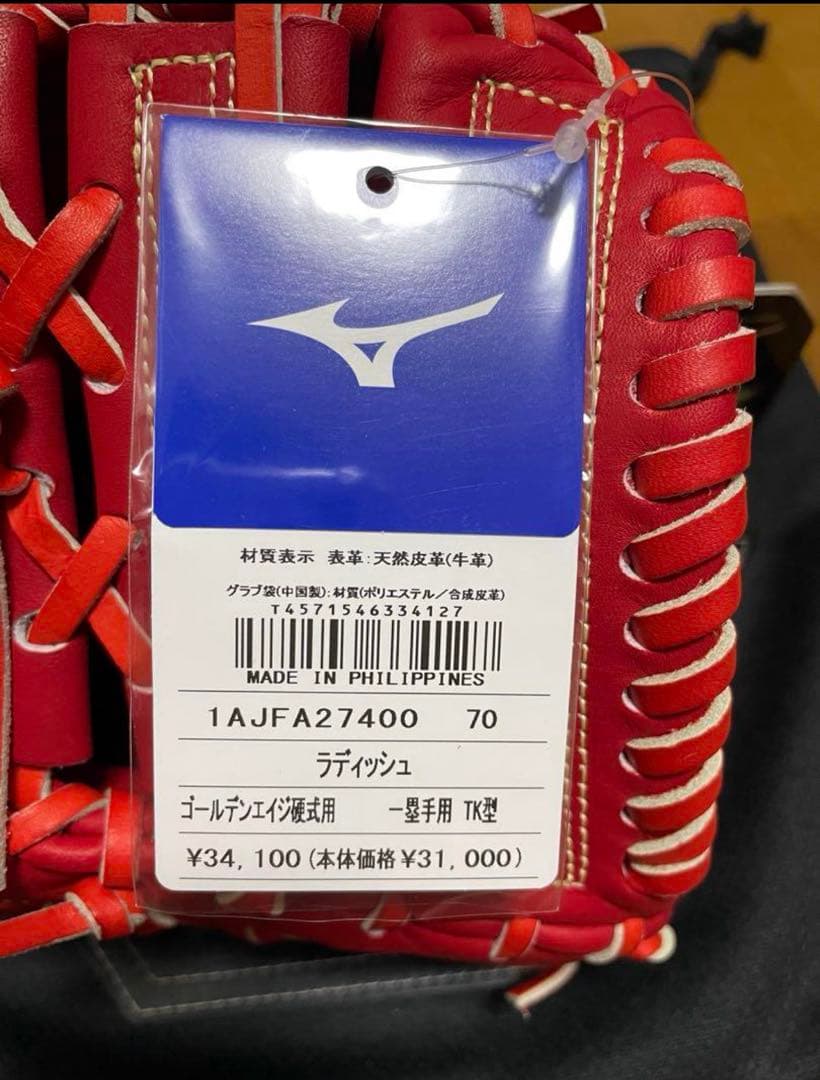 材質表示 表革:天然皮革(牛革)
グラブ袋(中国製):材質(ポリエステル/合成皮革)
T4571546334127
MADE IN PHILIPPINES
1AJFA27400 70
ラディッシュ
ゴールデンエイジ硬式用 一塁手用 TK型
¥34,100(本体価格¥31,000)